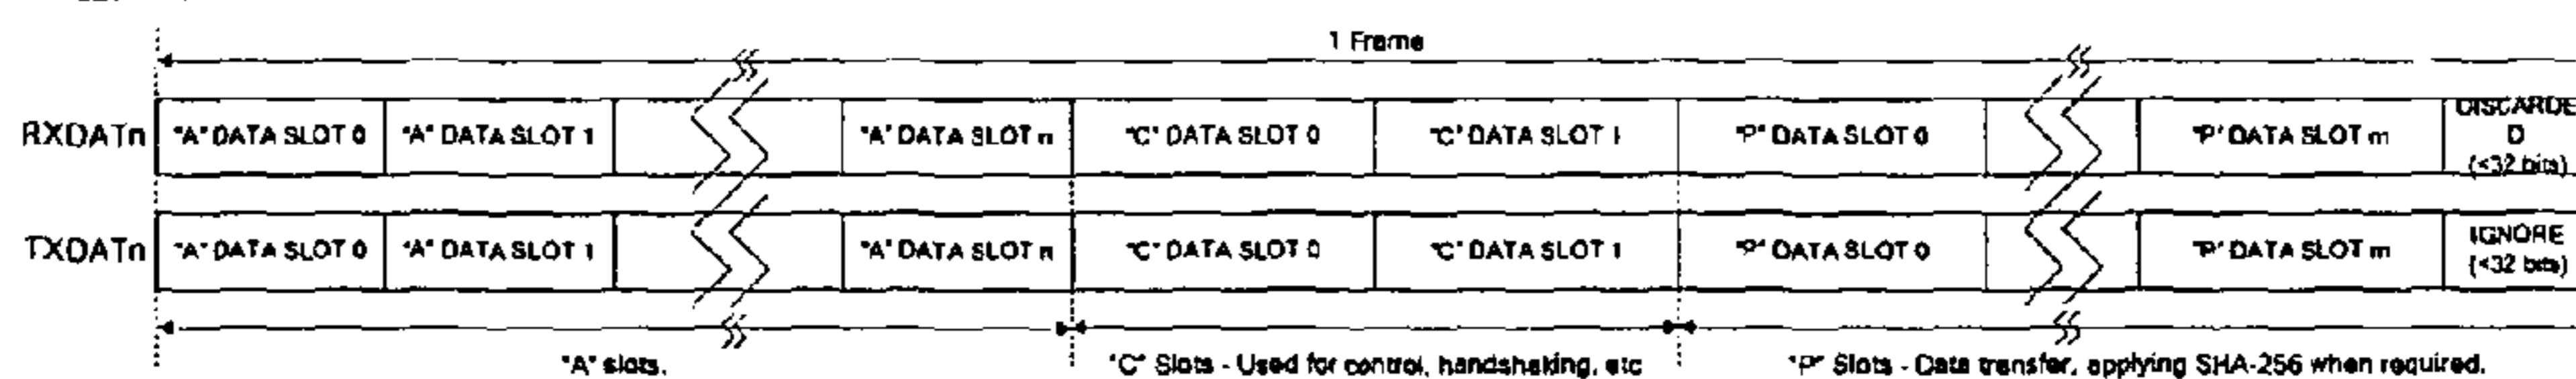 1 Frame
RXDATn "A" DATA SLOT 0 "A" DATA SLOT 1 "A" DATA SLOT n "C" DATA SLOT 0 "C" DATA SLOT 1 "P" DATA SLOT 0 "P" DATA SLOT m DISCARDE
D
(<32 bits)
TXDATn "A" DATA SLOT 0 "A" DATA SLOT 1 "A" DATA SLOT n "C" DATA SLOT 0 "C" DATA SLOT 1 "P" DATA SLOT 0 "P" DATA SLOT m IGNORE
(<32 bits)
"A" slots. "C" Slots - Used for control, handshaking, etc "P" Slots - Data transfer, applying SHA-256 when required.